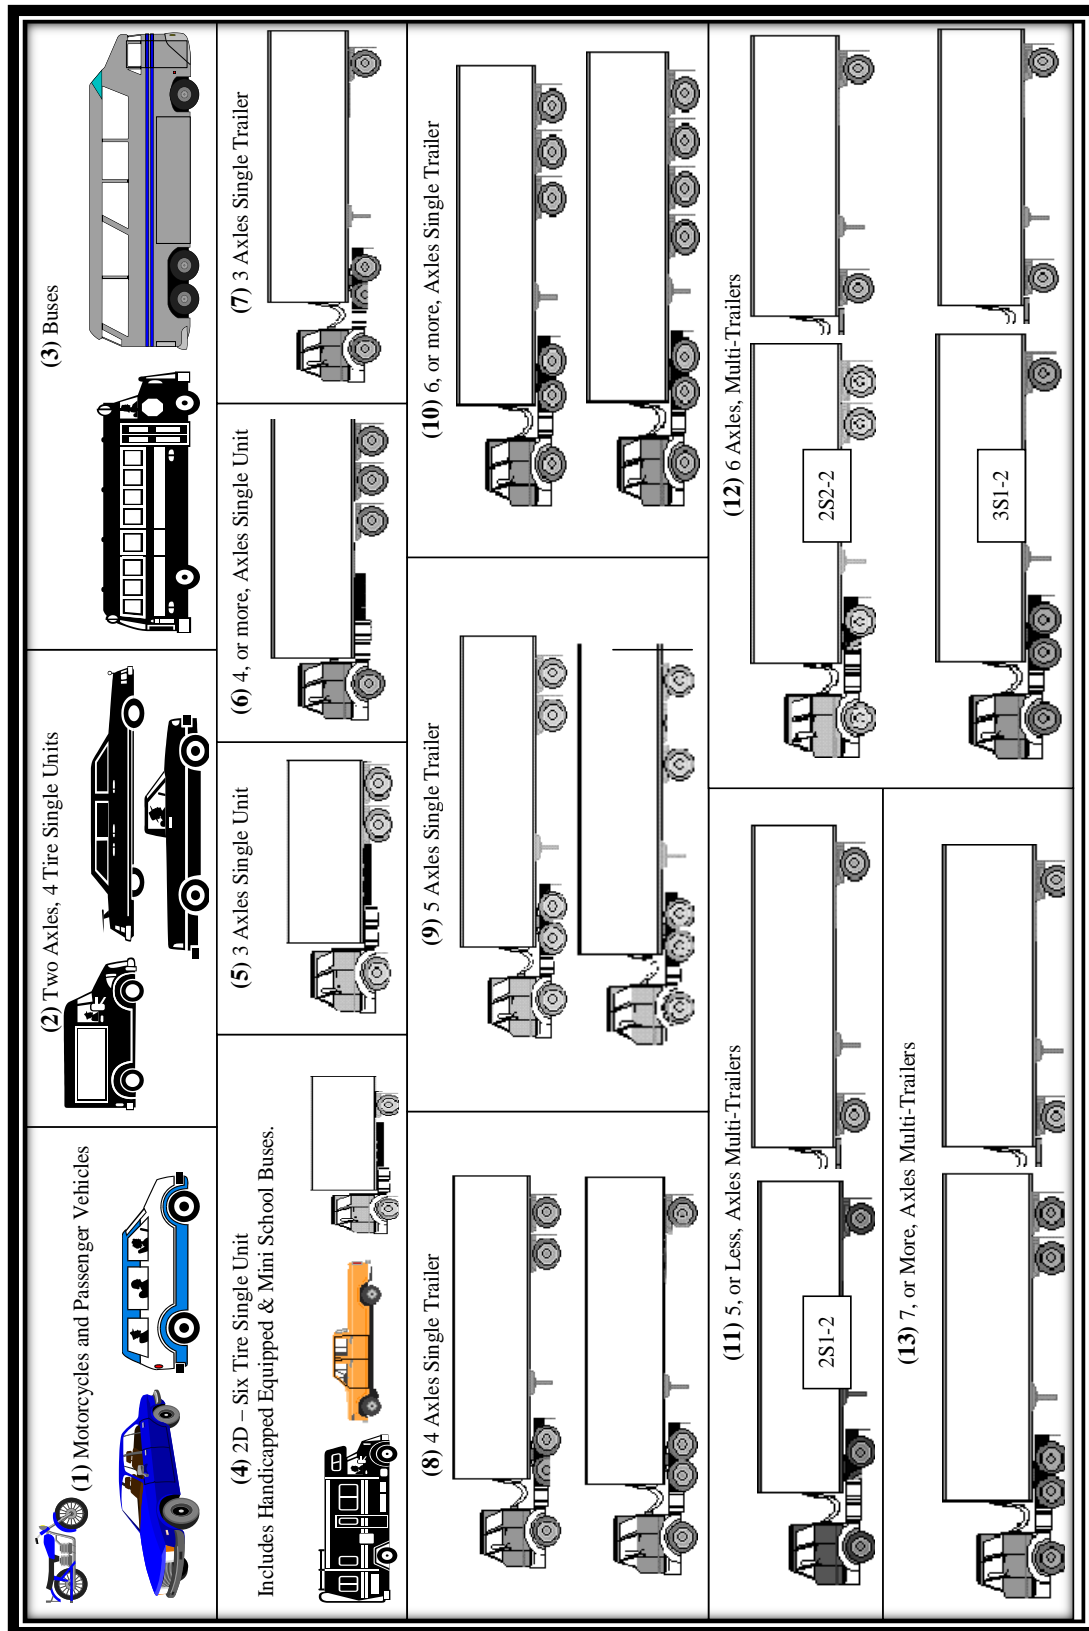 (1) Motorcycles and Passenger Vehicles
(2) Two Axles, 4 Tire Single Units
(3) Buses
(4) 2D – Six Tire Single Unit
Includes Handicapped Equipped & Mini School Buses.
(5) 3 Axles Single Unit
(6) 4, or more, Axles Single Unit
(7) 3 Axles Single Trailer
(8) 4 Axles Single Trailer
(9) 5 Axles Single Trailer
(10) 6, or more, Axles Single Trailer
(11) 5, or Less, Axles Multi-Trailers
2S1-2
(12) 6 Axles, Multi-Trailers
2S2-2
3S1-2
(13) 7, or More, Axles Multi-Trailers